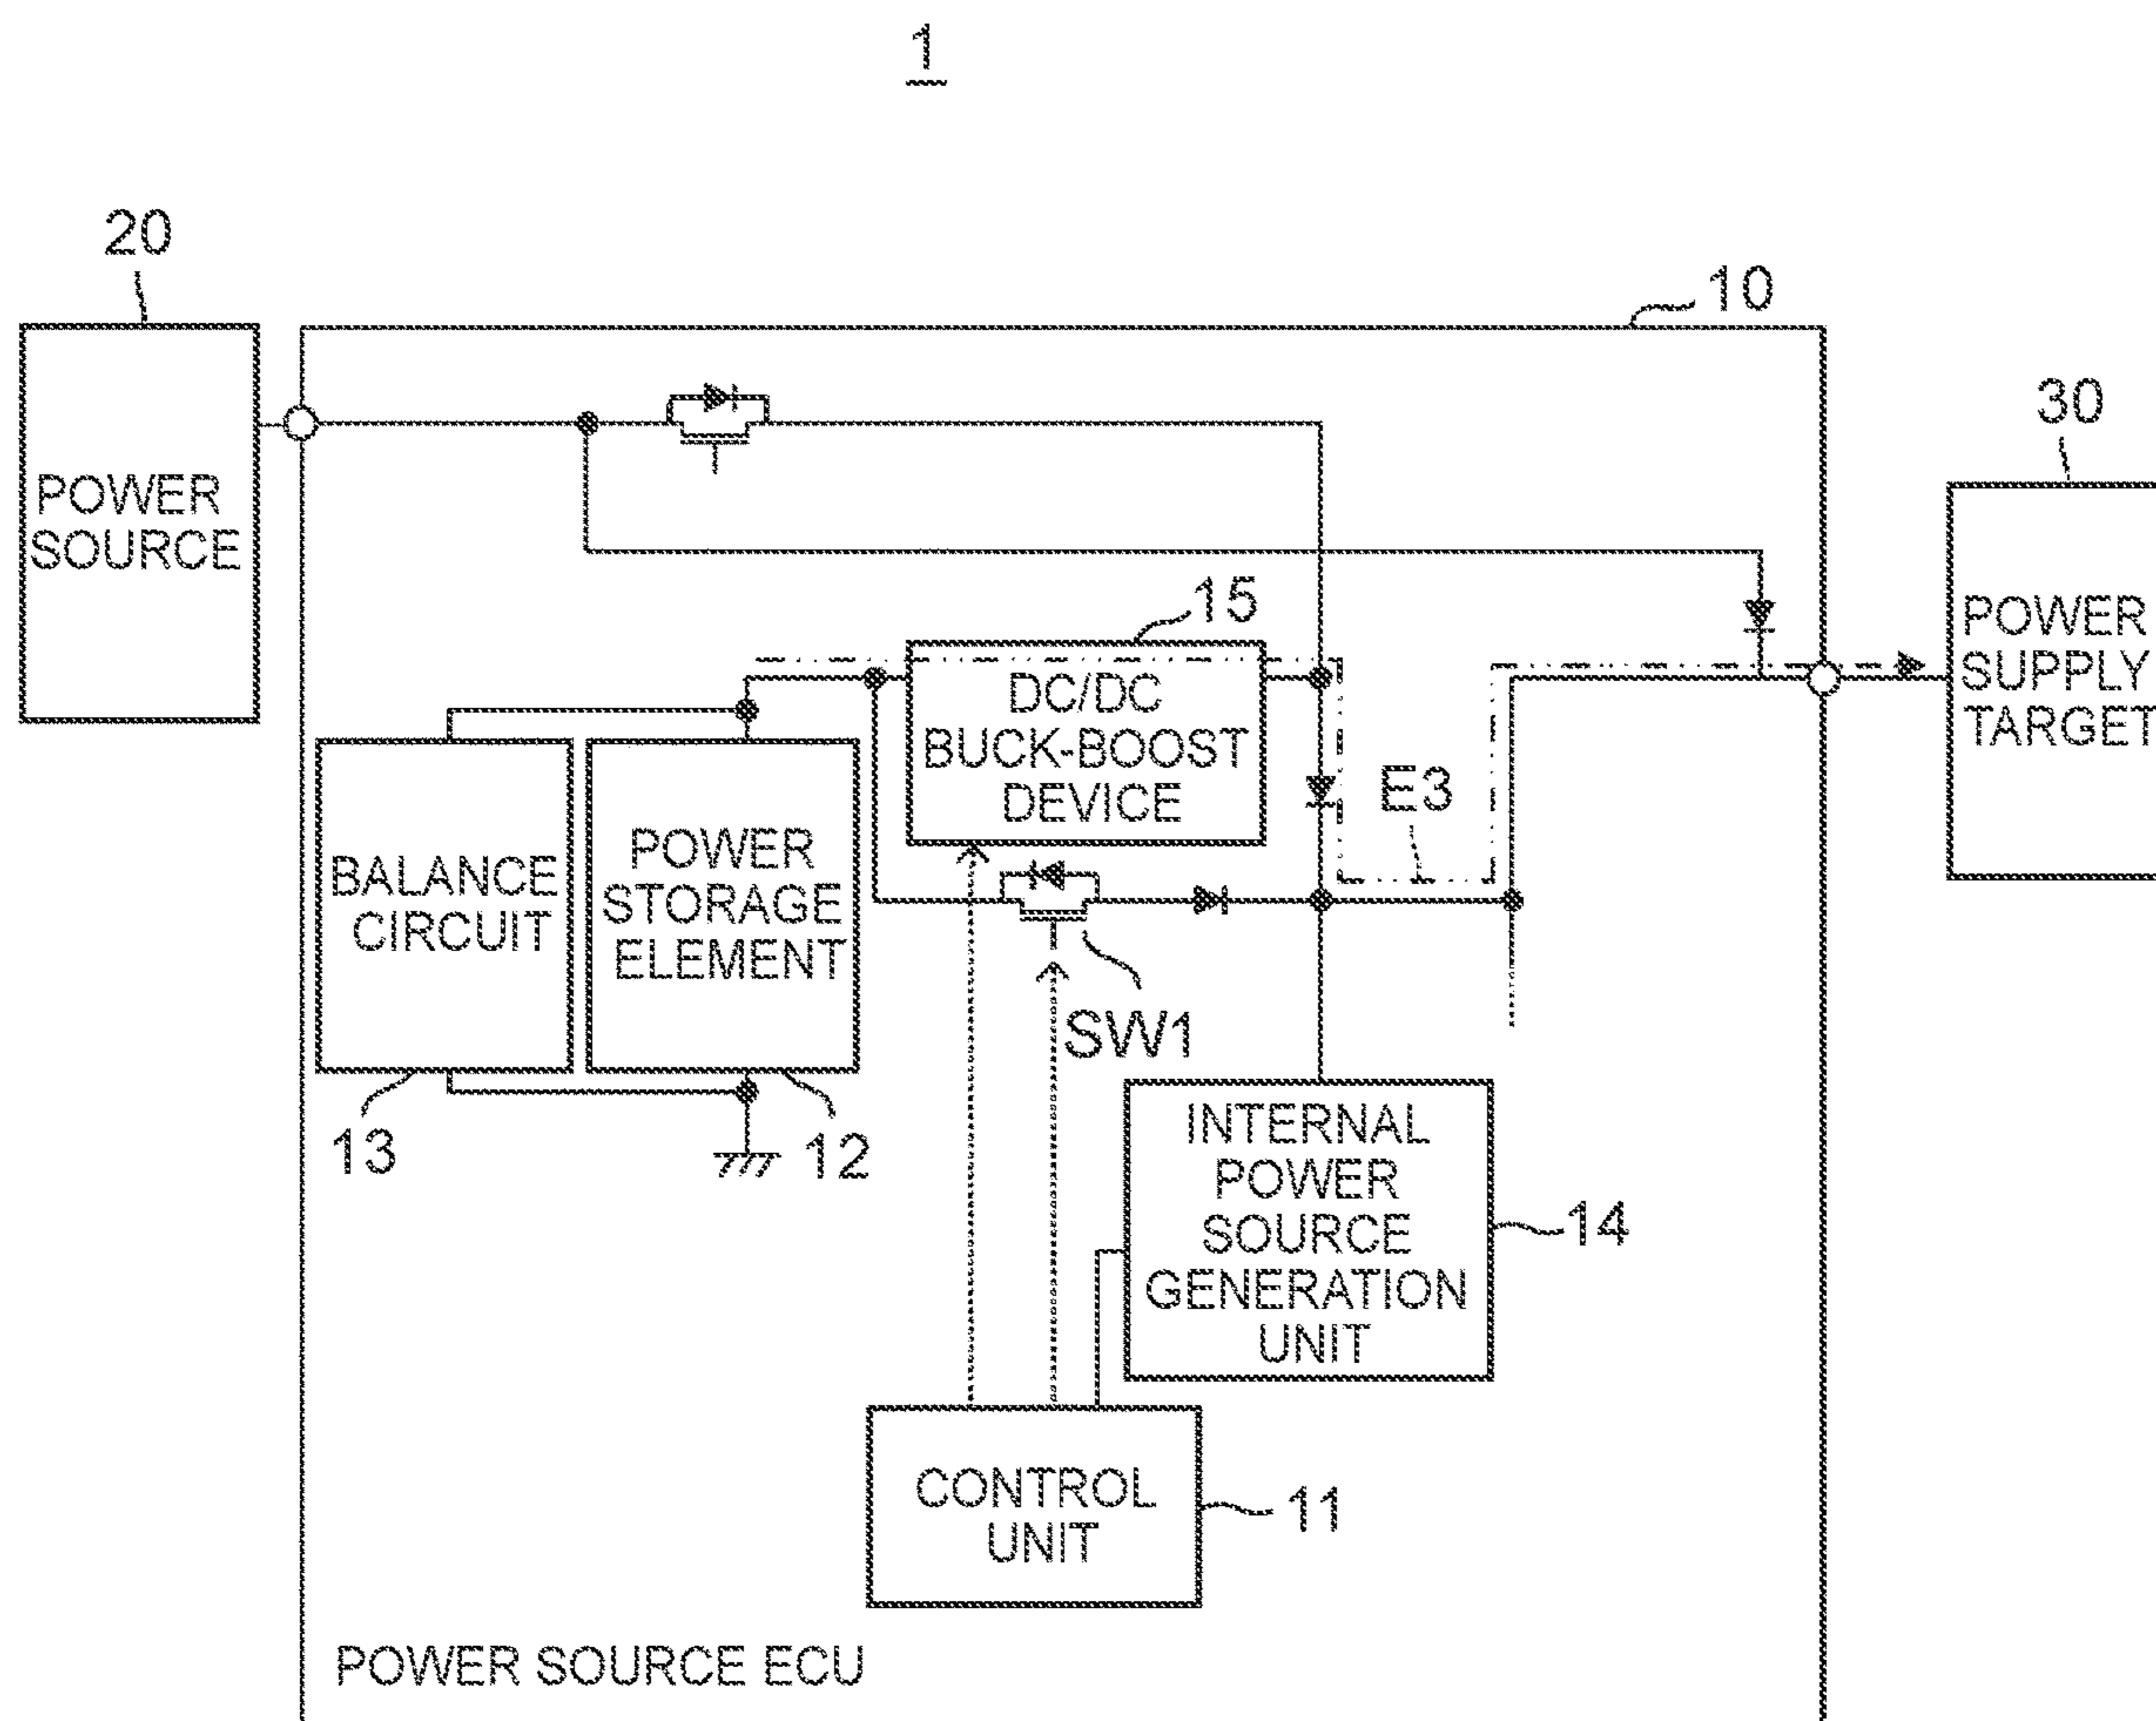 1
20
10
30
POWER
SOURCE
15
POWER
SUPPLY
TARGET
DC/DC
BUCK-BOOST
DEVICE
E3
BALANCE
CIRCUIT
POWER
STORAGE
ELEMENT
SW1
13
12
INTERNAL
POWER
SOURCE
GENERATION
UNIT
14
CONTROL
UNIT
11
POWER SOURCE ECU